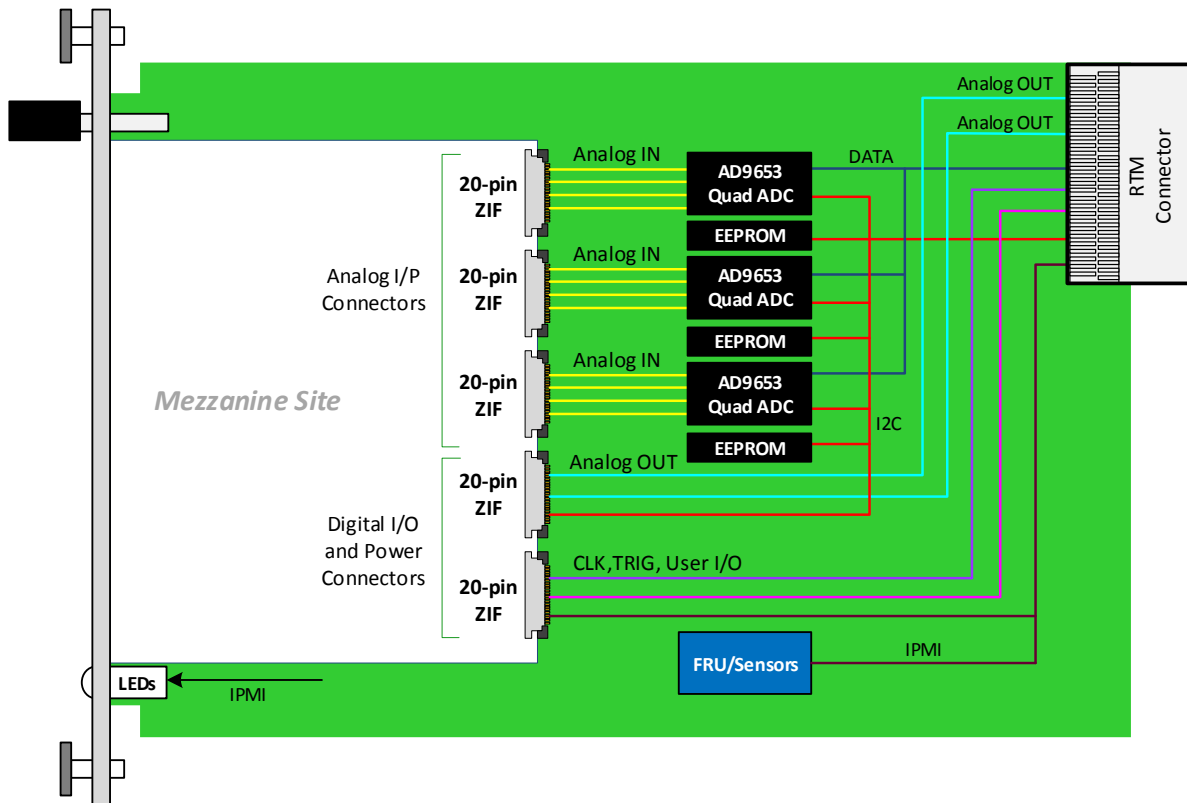 Analog OUT
Analog OUT
RTM
Connector
Analog IN
DATA
20-pin
ZIF
AD9653
Quad ADC
EEPROM
Analog I/P
Connectors
Analog IN
20-pin
ZIF
AD9653
Quad ADC
EEPROM
Analog IN
20-pin
ZIF
AD9653
Quad ADC
EEPROM
I2C
Mezzanine Site
Analog OUT
20-pin
ZIF
Digital I/O
and Power
Connectors
CLK,TRIG, User I/O
20-pin
ZIF
FRU/Sensors
IPMI
LEDs
IPMI